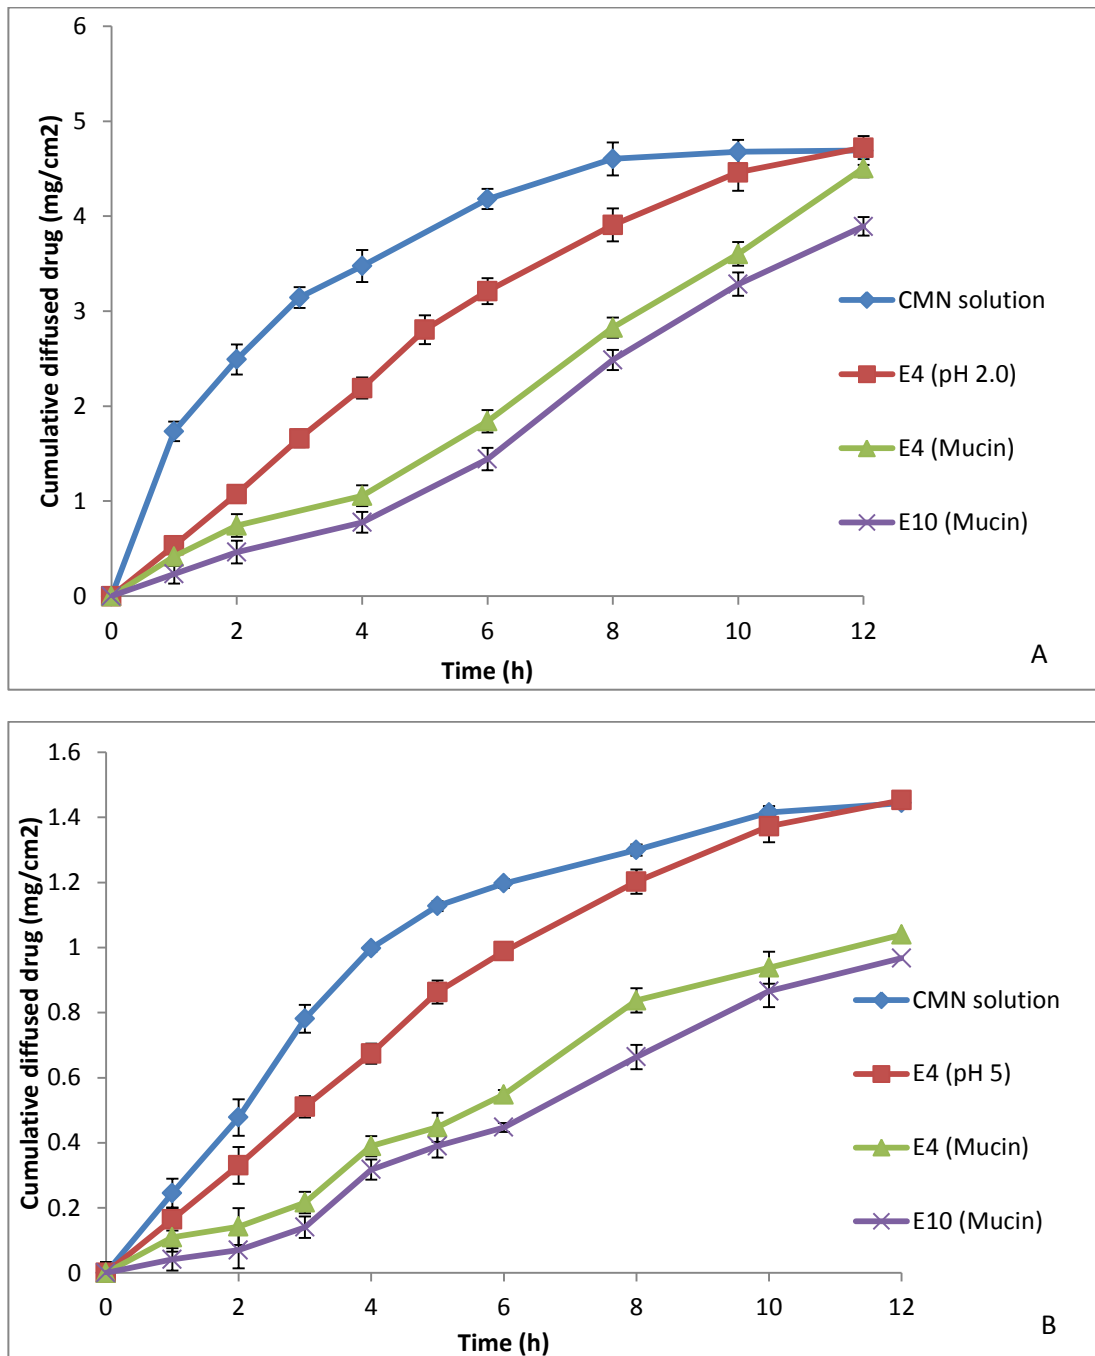 6
5
4
3
2
1
0
0 2 4 6 8 10 12
Cumulative diffused drug (mg/cm2)
Time (h)
CMN solution
E4 (pH 2.0)
E4 (Mucin)
E10 (Mucin)
A
1.6
1.4
1.2
1
0.8
0.6
0.4
0.2
0
0 2 4 6 8 10 12
Cumulative diffused drug (mg/cm2)
Time (h)
CMN solution
E4 (pH 5)
E4 (Mucin)
E10 (Mucin)
B